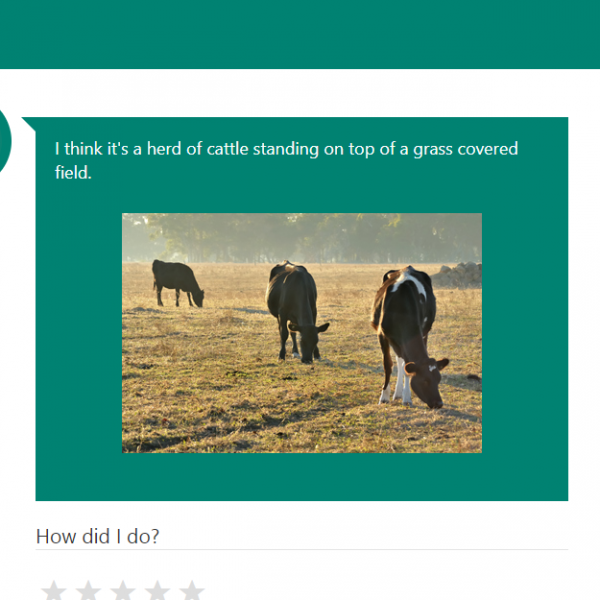 I think it's a herd of cattle standing on top of a grass covered
field.
How did I do?